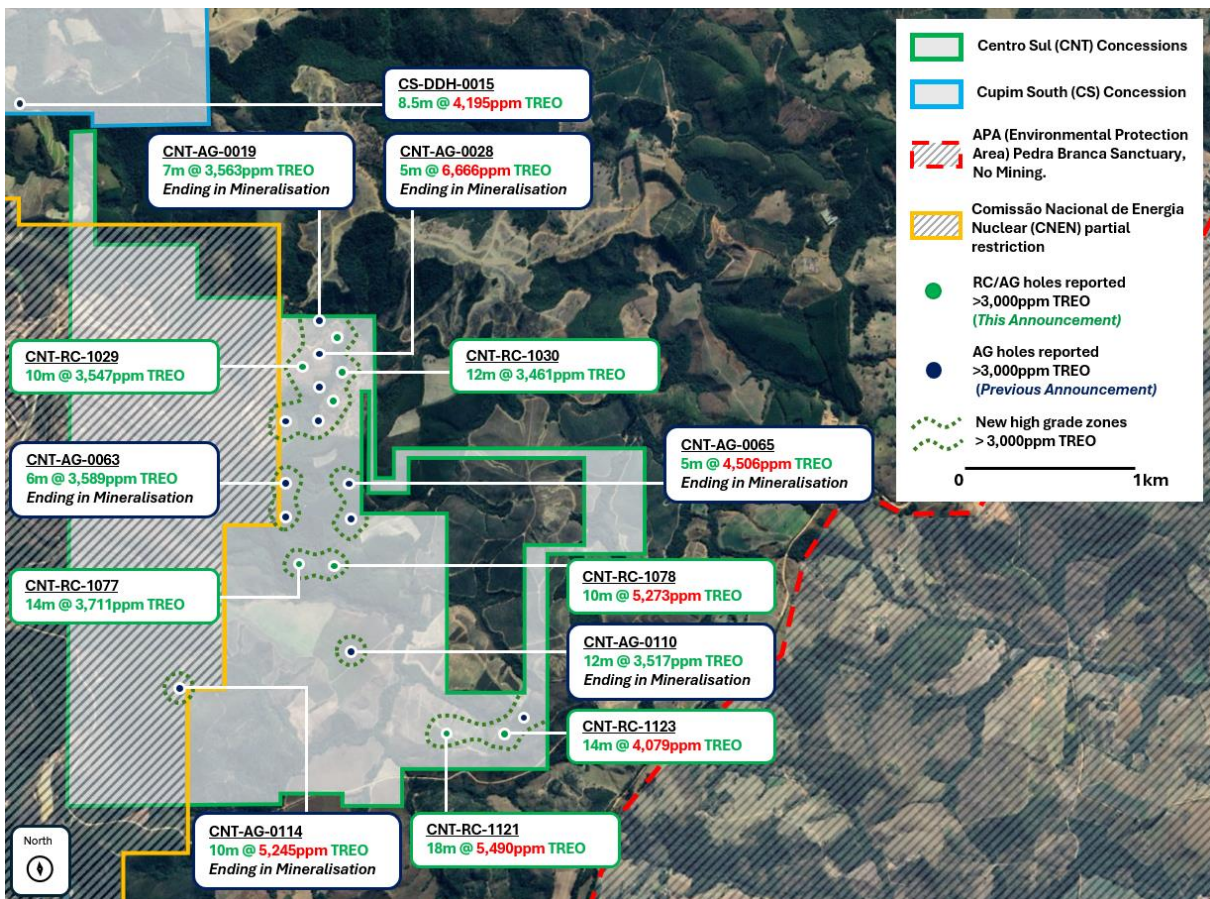 CS-DDH-0015
8.5m @ 4,195ppm TREO
CNT-AG-0019
7m @ 3,563ppm TREO
Ending in Mineralisation
CNT-AG-0028
5m @ 6,666ppm TREO
Ending in Mineralisation
CNT-RC-1029
10m @ 3,547ppm TREO
CNT-RC-1030
12m @ 3,461ppm TREO
CNT-AG-0063
6m @ 3,589ppm TREO
Ending in Mineralisation
CNT-AG-0065
5m @ 4,506ppm TREO
Ending in Mineralisation
CNT-RC-1077
14m @ 3,711ppm TREO
CNT-RC-1078
10m @ 5,273ppm TREO
CNT-AG-0110
12m @ 3,517ppm TREO
Ending in Mineralisation
CNT-RC-1123
14m @ 4,079ppm TREO
CNT-AG-0114
10m @ 5,245ppm TREO
Ending in Mineralisation
CNT-RC-1121
18m @ 5,490ppm TREO
North
Centro Sul (CNT) Concessions
Cupim South (CS) Concession
APA (Environmental Protection
Area) Pedra Branca Sanctuary,
No Mining.
Comissão Nacional de Energia
Nuclear (CNEN) partial
restriction
RC/AG holes reported
>3,000ppm TREO
(This Announcement)
AG holes reported
>3,000ppm TREO
(Previous Announcement)
New high grade zones
> 3,000ppm TREO
0
1km